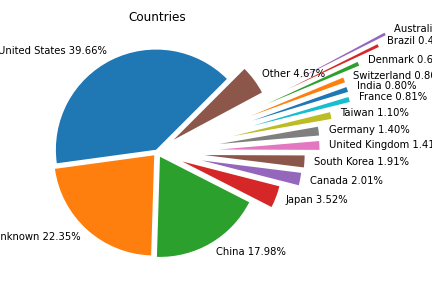 Countries
United States 39.66%
Other 4.67%
Australi
Brazil 0.4
Denmark 0.6
Switzerland 0.80
India 0.80%
France 0.81%
Taiwan 1.10%
Germany 1.40%
United Kingdom 1.41
South Korea 1.91%
Canada 2.01%
Japan 3.52%
China 17.98%
nknown 22.35%